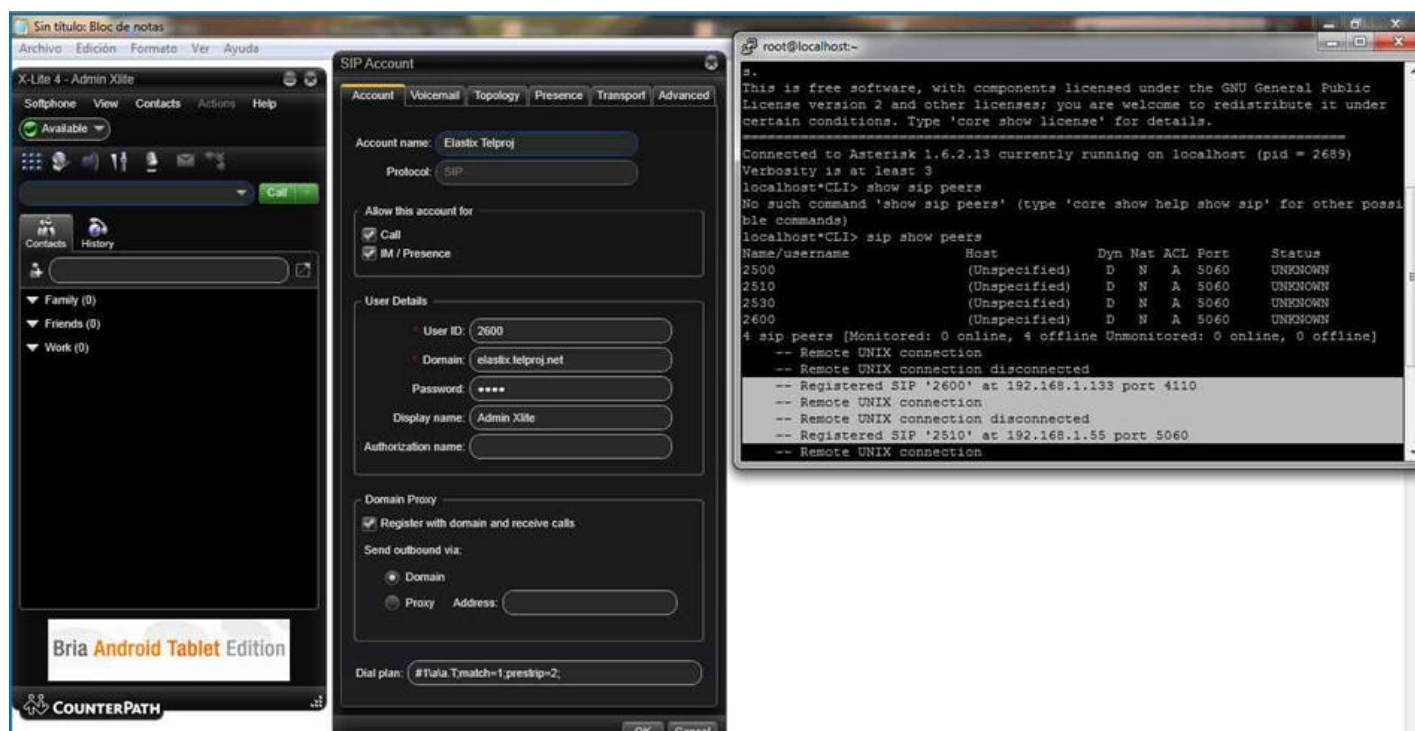 Sin título: Bloc de notas
Archivo Edición Formato Ver Ayuda
X-Lite 4 - Admin Xlite
Softphone View Contacts Actions Help
Available
Call
Contacts History
Family (0)
Friends (0)
Work (0)
Bria Android Tablet Edition
COUNTERPATH
SIP Account
Account Voicemail Topology Presence Transport Advanced
Account name: Elastix Telproj
Protocol: SIP
Allow this account for
Call
IM / Presence
User Details
* User ID: 2600
* Domain: elastix.telproj.net
Password: ••••
Display name: Admin Xlite
Authorization name:
Domain Proxy
Register with domain and receive calls
Send outbound via:
Domain
Proxy Address:
Dial plan: #1\a\a.T;match=1;prestrip=2;
OK Cancel
root@localhost:~
s.
This is free software, with components licensed under the GNU General Public
License version 2 and other licenses; you are welcome to redistribute it under
certain conditions. Type 'core show license' for details.
=========================================================================
Connected to Asterisk 1.6.2.13 currently running on localhost (pid = 2689)
Verbosity is at least 3
localhost*CLI> show sip peers
No such command 'show sip peers' (type 'core show help show sip' for other possi
ble commands)
localhost*CLI> sip show peers
Name/username Host Dyn Nat ACL Port Status
2500 (Unspecified) D N A 5060 UNKNOWN
2510 (Unspecified) D N A 5060 UNKNOWN
2530 (Unspecified) D N A 5060 UNKNOWN
2600 (Unspecified) D N A 5060 UNKNOWN
4 sip peers [Monitored: 0 online, 4 offline Unmonitored: 0 online, 0 offline]
-- Remote UNIX connection
-- Remote UNIX connection disconnected
-- Registered SIP '2600' at 192.168.1.133 port 4110
-- Remote UNIX connection
-- Remote UNIX connection disconnected
-- Registered SIP '2510' at 192.168.1.55 port 5060
-- Remote UNIX connection